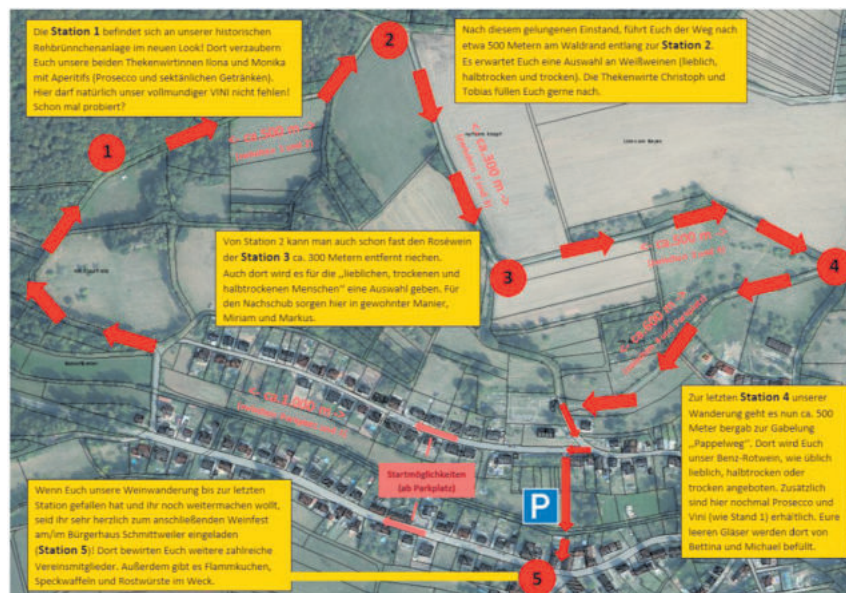 Die Station 1 befindet sich an unserer historischen
Rehbrünnchenanlage im neuen Look! Dort verzaubern
Euch unsere beiden Thekenwirtinnen Ilona und Monika
mit Aperitifs (Prosecco und sektänlichen Getränken).
Hier darf natürlich unser vollmundiger VINI nicht fehlen!
Schon mal probiert?
2
Nach diesem gelungenen Einstand, führt Euch der Weg nach
etwa 500 Metern am Waldrand entlang zur Station 2.
Es erwartet Euch eine Auswahl an Weißweinen (lieblich,
halbtrocken und trocken). Die Thekenwirte Christoph und
Tobias füllen Euch gerne nach.
1
<- ca.500 m ->
<- ca.300 m ->
Von Station 2 kann man auch schon fast den Roséwein
der Station 3 ca. 300 Metern entfernt riechen.
Auch dort wird es für die „lieblichen, trockenen und
halbtrockenen Menschen" eine Auswahl geben. Für
den Nachschub sorgen hier in gewohnter Manier,
Miriam und Markus.
3
<- ca.500 m ->
4
<- ca.1.000 m ->
Startmöglichkeiten
(ab Parkplatz)
P
Zur letzten Station 4 unserer
Wanderung geht es nun ca. 500
Meter bergab zur Gabelung
„Pappelweg". Dort wird Euch
unser Benz-Rotwein, wie üblich
lieblich, halbtrocken oder
trocken angeboten. Zusätzlich
sind hier nochmal Prosecco und
Vini (wie Stand 1) erhältlich. Eure
leeren Gläser werden dort von
Bettina und Michael befüllt.
Wenn Euch unsere Weinwanderung bis zur letzten
Station gefallen hat und ihr noch weitermachen wollt,
seid ihr sehr herzlich zum anschließenden Weinfest
am/im Bürgerhaus Schmittweiler eingeladen
(Station 5)! Dort bewirten Euch weitere zahlreiche
Vereinsmitglieder. Außerdem gibt es Flammkuchen,
Speckwaffeln und Rostwürste im Weck.
5